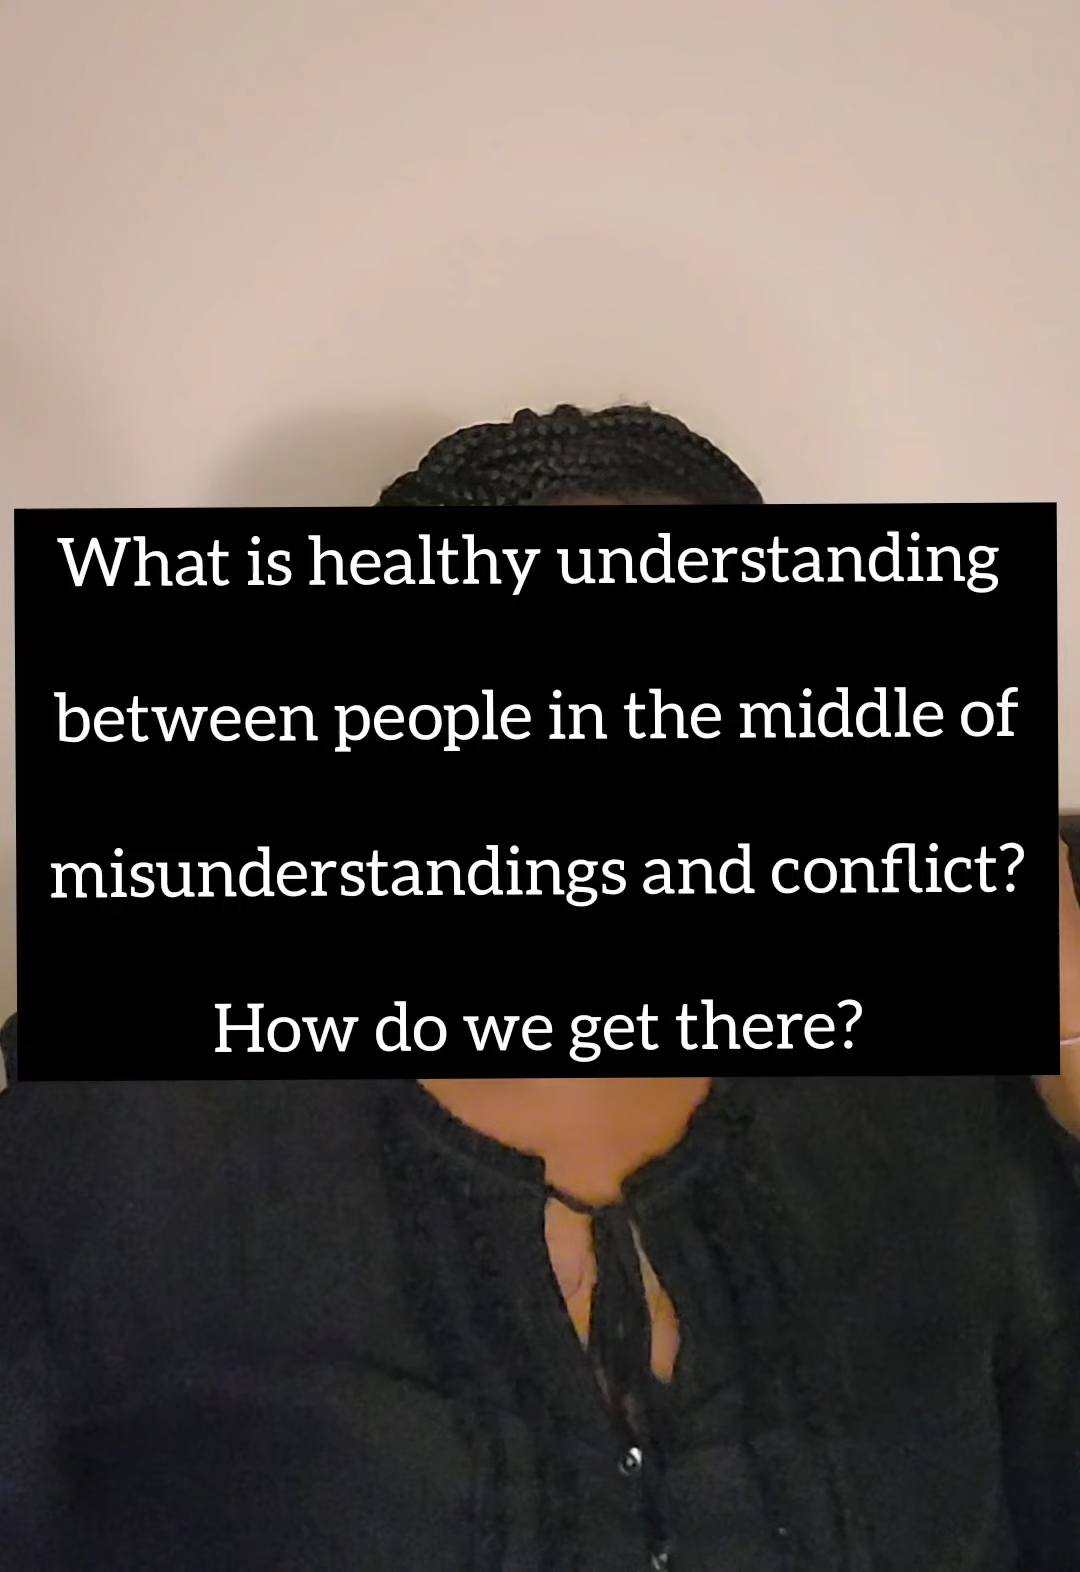 What is healthy understanding
between people in the middle of
misunderstandings and conflict?
How do we get there?